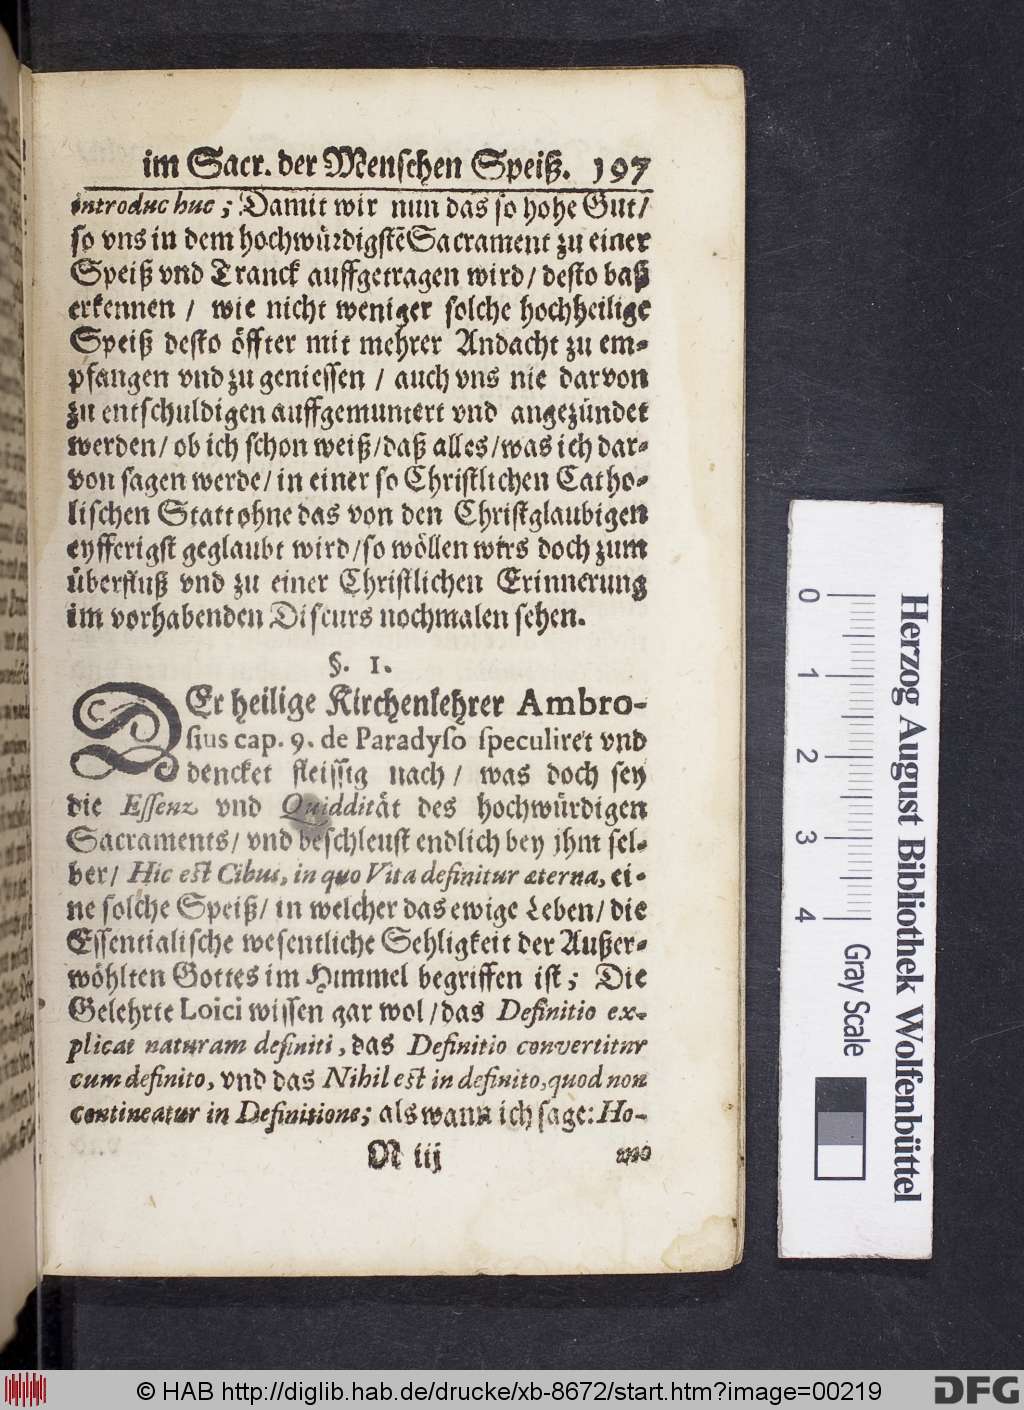 im Sacr. der Menschen Speiß. 197
introduc huc; Damit wir nun das so hohe Gut/
so vns in dem hochwürdigstẽ Sacrament zu einer
Speiß vnd Tranck auffgetragen wird/ desto baß
erkennen / wie nicht weniger solche hochheilige
Speiß desto öffter mit mehrer Andacht zu em-
pfangen vnd zu geniessen / auch vns nie darvon
zu entschuldigen auffgemuntert vnd angezündet
werden/ ob ich schon weiß/daß alles/was ich dar-
von sagen werde/ in einer so Christlichen Catho-
lischen Statt ohne das von den Christglaubigen
eyfferigst geglaubt wird/so wöllen wirs doch zum
überfluß vnd zu einer Christlichen Erinnerung
im vorhabenden Discurs nochmalen sehen.
§. 1.
DEr heilige Kirchenlehrer Ambro-
sius cap. 9. de Paradyso speculiret vnd
dencket fleissig nach/ was doch sey
die Essenz vnd Quidditåt des hochwürdigen
Sacraments/ vnd beschleust endlich bey jhm sel-
ber/ Hic est Cibus, in quo Vita definitur æterna, ei-
ne solche Speiß/ in welcher das ewige Leben/ die
Essentialische wesentliche Sehligkeit der Außer-
wöhlten Gottes im Himmel begriffen ist; Die
Gelehrte Loici wissen gar wol/das Definitio ex-
plicat naturam definiti, das Definitio convertitur
cum definito, vnd das Nihil est in definito, quod non
contineatur in Definitione; als wann ich sage: Ho-
N iij mo
0 1 2 3 4 Gray Scale
Herzog August Bibliothek Wolfenbüttel
© HAB http://diglib.hab.de/drucke/xb-8672/start.htm?image=00219
DFG